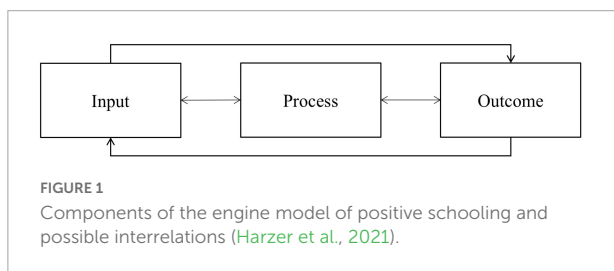 Input
Process
Outcome
FIGURE 1
Components of the engine model of positive schooling and
possible interrelations (Harzer et al., 2021).